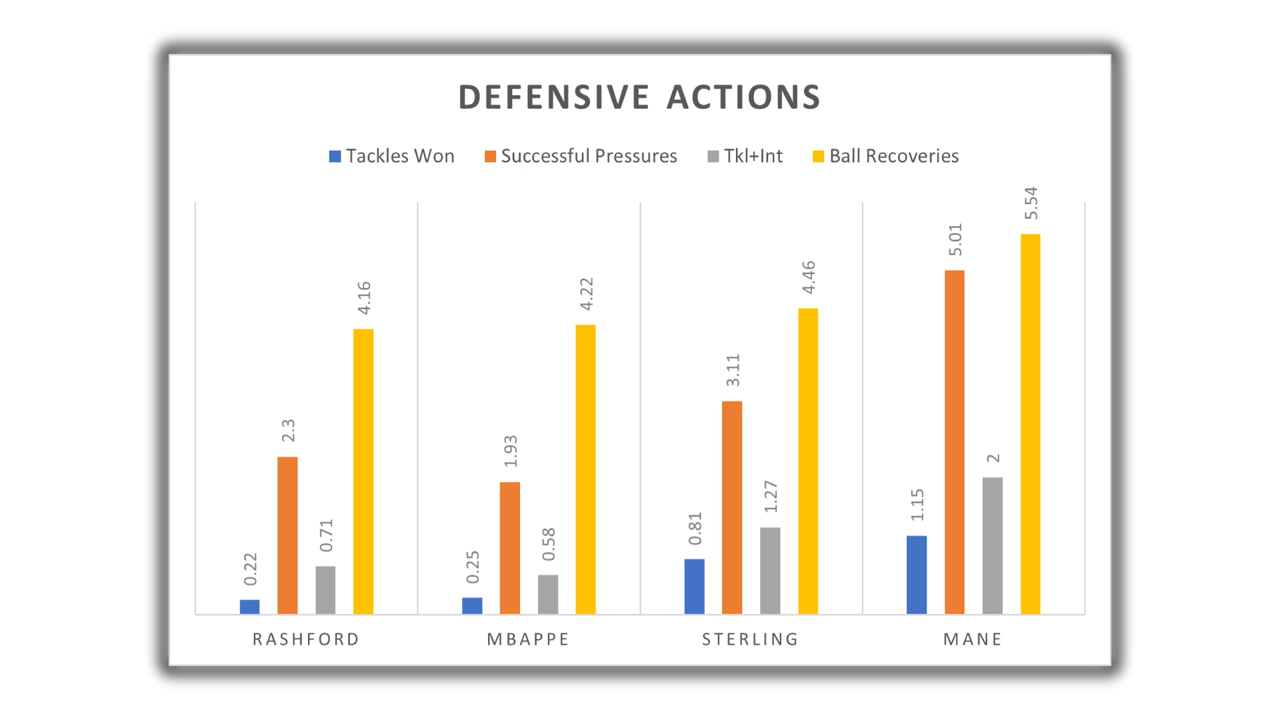 DEFENSIVE ACTIONS
Tackles Won Successful Pressures Tkl+Int Ball Recoveries
0.22 2.3 0.71 4.16 0.25 1.93 0.58 4.22 0.81 3.11 1.27 4.46 1.15 5.01 2 5.54
RASHFORD MBAPPE STERLING MANE